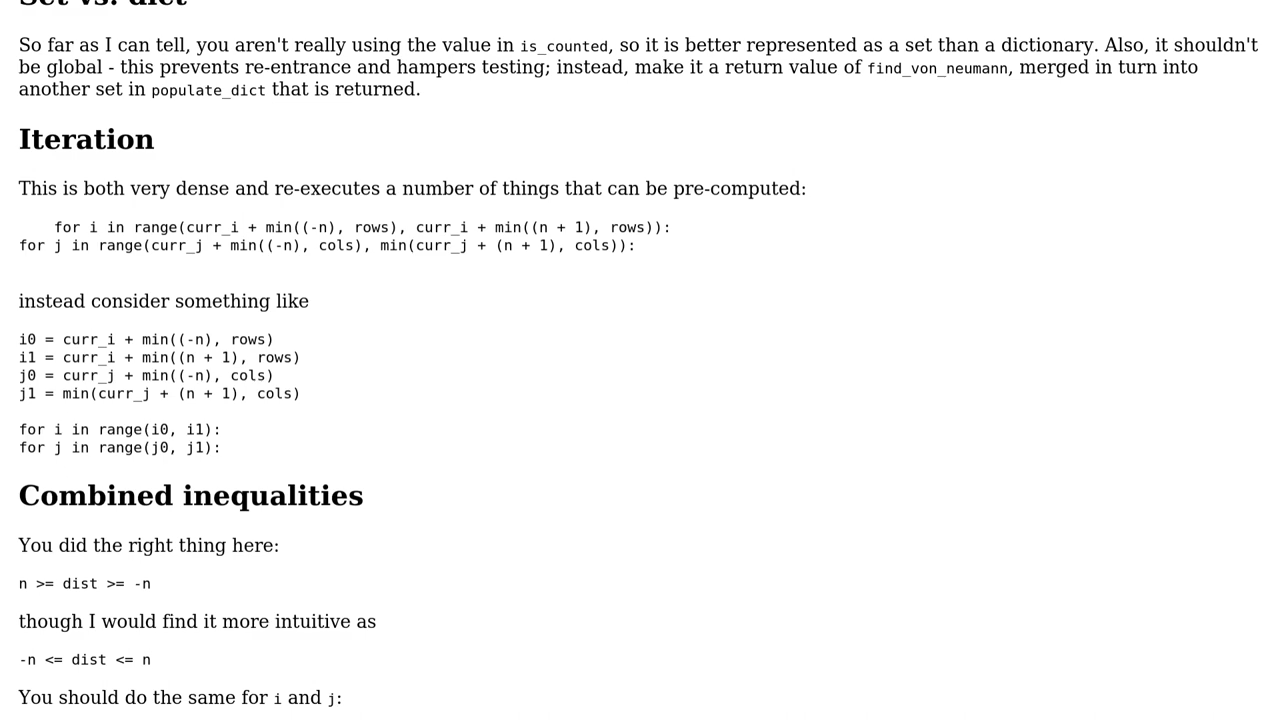 Set vs. dict
So far as I can tell, you aren't really using the value in is_counted, so it is better represented as a set than a dictionary. Also, it shouldn't
be global - this prevents re-entrance and hampers testing; instead, make it a return value of find_von_neumann, merged in turn into
another set in populate_dict that is returned.
Iteration
This is both very dense and re-executes a number of things that can be pre-computed:
    for i in range(curr_i + min((-n), rows), curr_i + min((n + 1), rows)):
for j in range(curr_j + min((-n), cols), min(curr_j + (n + 1), cols)):
instead consider something like
i0 = curr_i + min((-n), rows)
i1 = curr_i + min((n + 1), rows)
j0 = curr_j + min((-n), cols)
j1 = min(curr_j + (n + 1), cols)
for i in range(i0, i1):
for j in range(j0, j1):
Combined inequalities
You did the right thing here:
n >= dist >= -n
though I would find it more intuitive as
-n <= dist <= n
You should do the same for i and j: